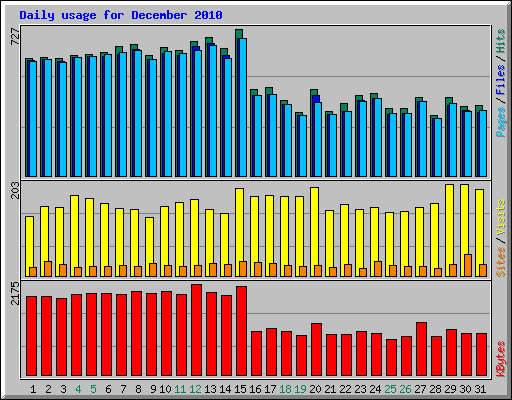 Daily usage for December 2010
727
Pages / Files / Hits
203
Sites / Visits
2175
KBytes
1 2 3 4 5 6 7 8 9 10 11 12 13 14 15 16 17 18 19 20 21 22 23 24 25 26 27 28 29 30 31